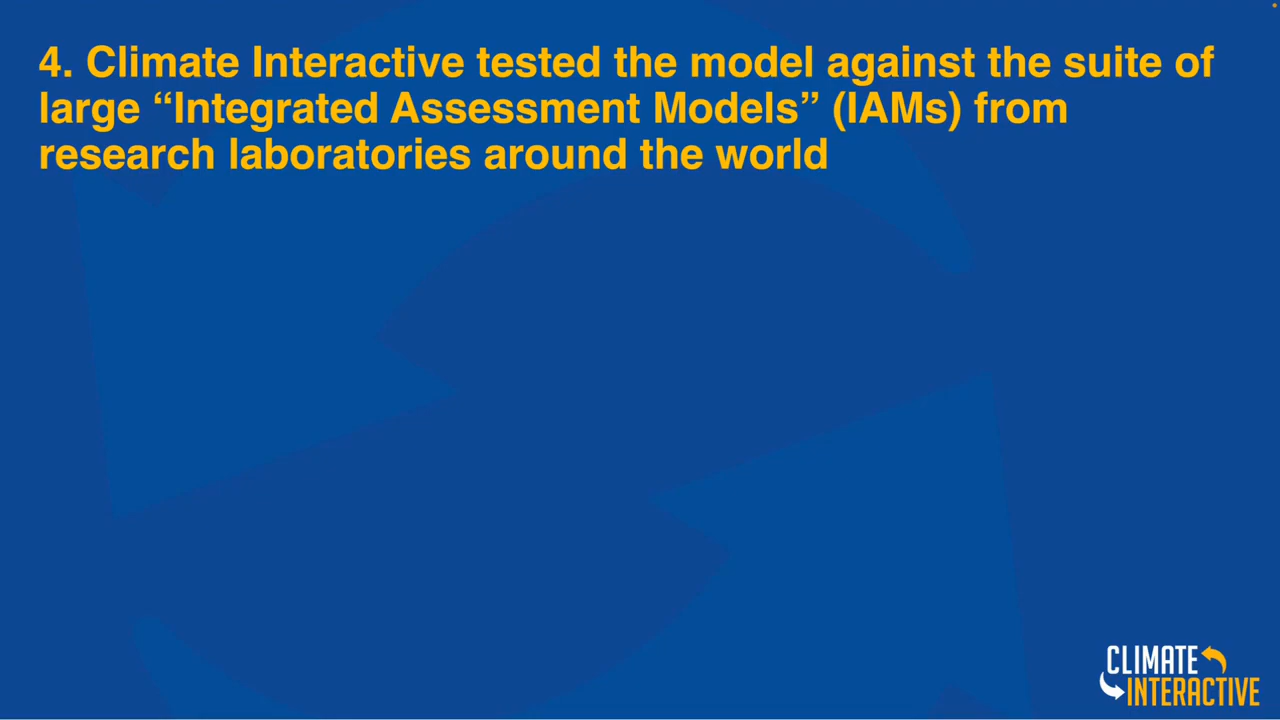 4. Climate Interactive tested the model against the suite of
large “Integrated Assessment Models” (IAMs) from
research laboratories around the world
CLIMATE
INTERACTIVE